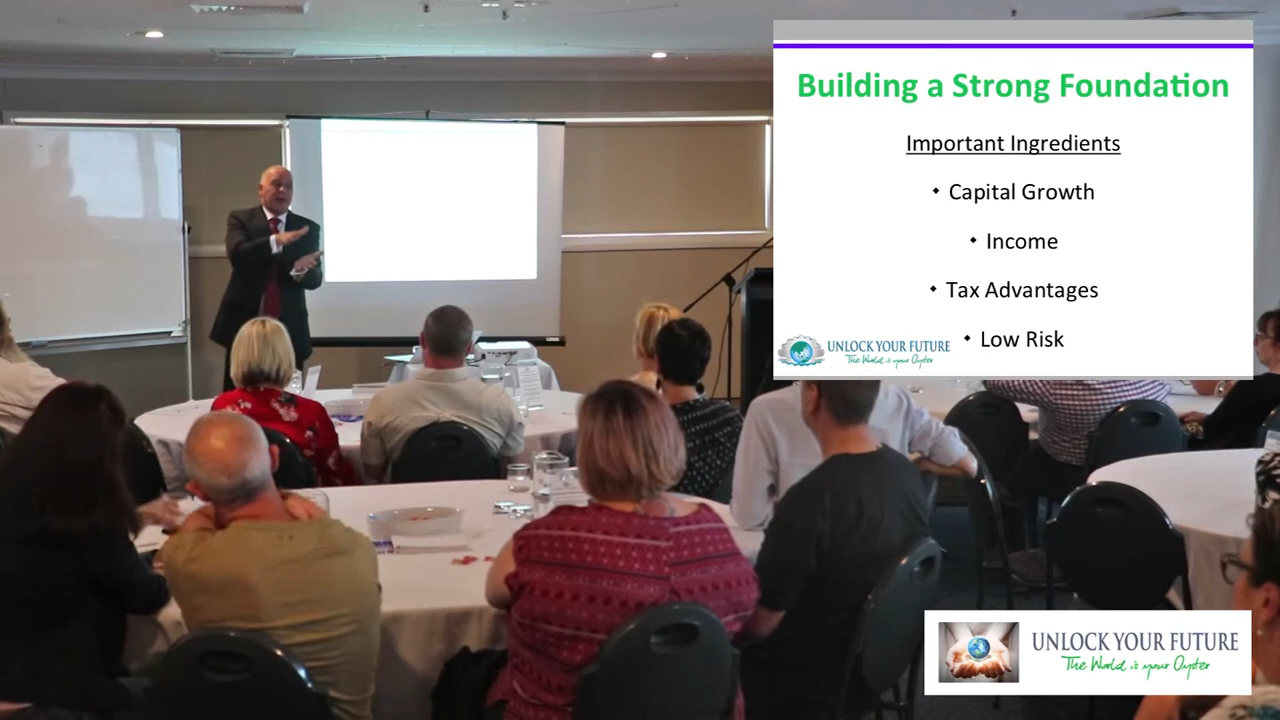 Building a Strong Foundation
Important Ingredients
• Capital Growth
• Income
• Tax Advantages
• Low Risk
UNLOCK YOUR FUTURE
The World is your Oyster
UNLOCK YOUR FUTURE
The World is your Oyster